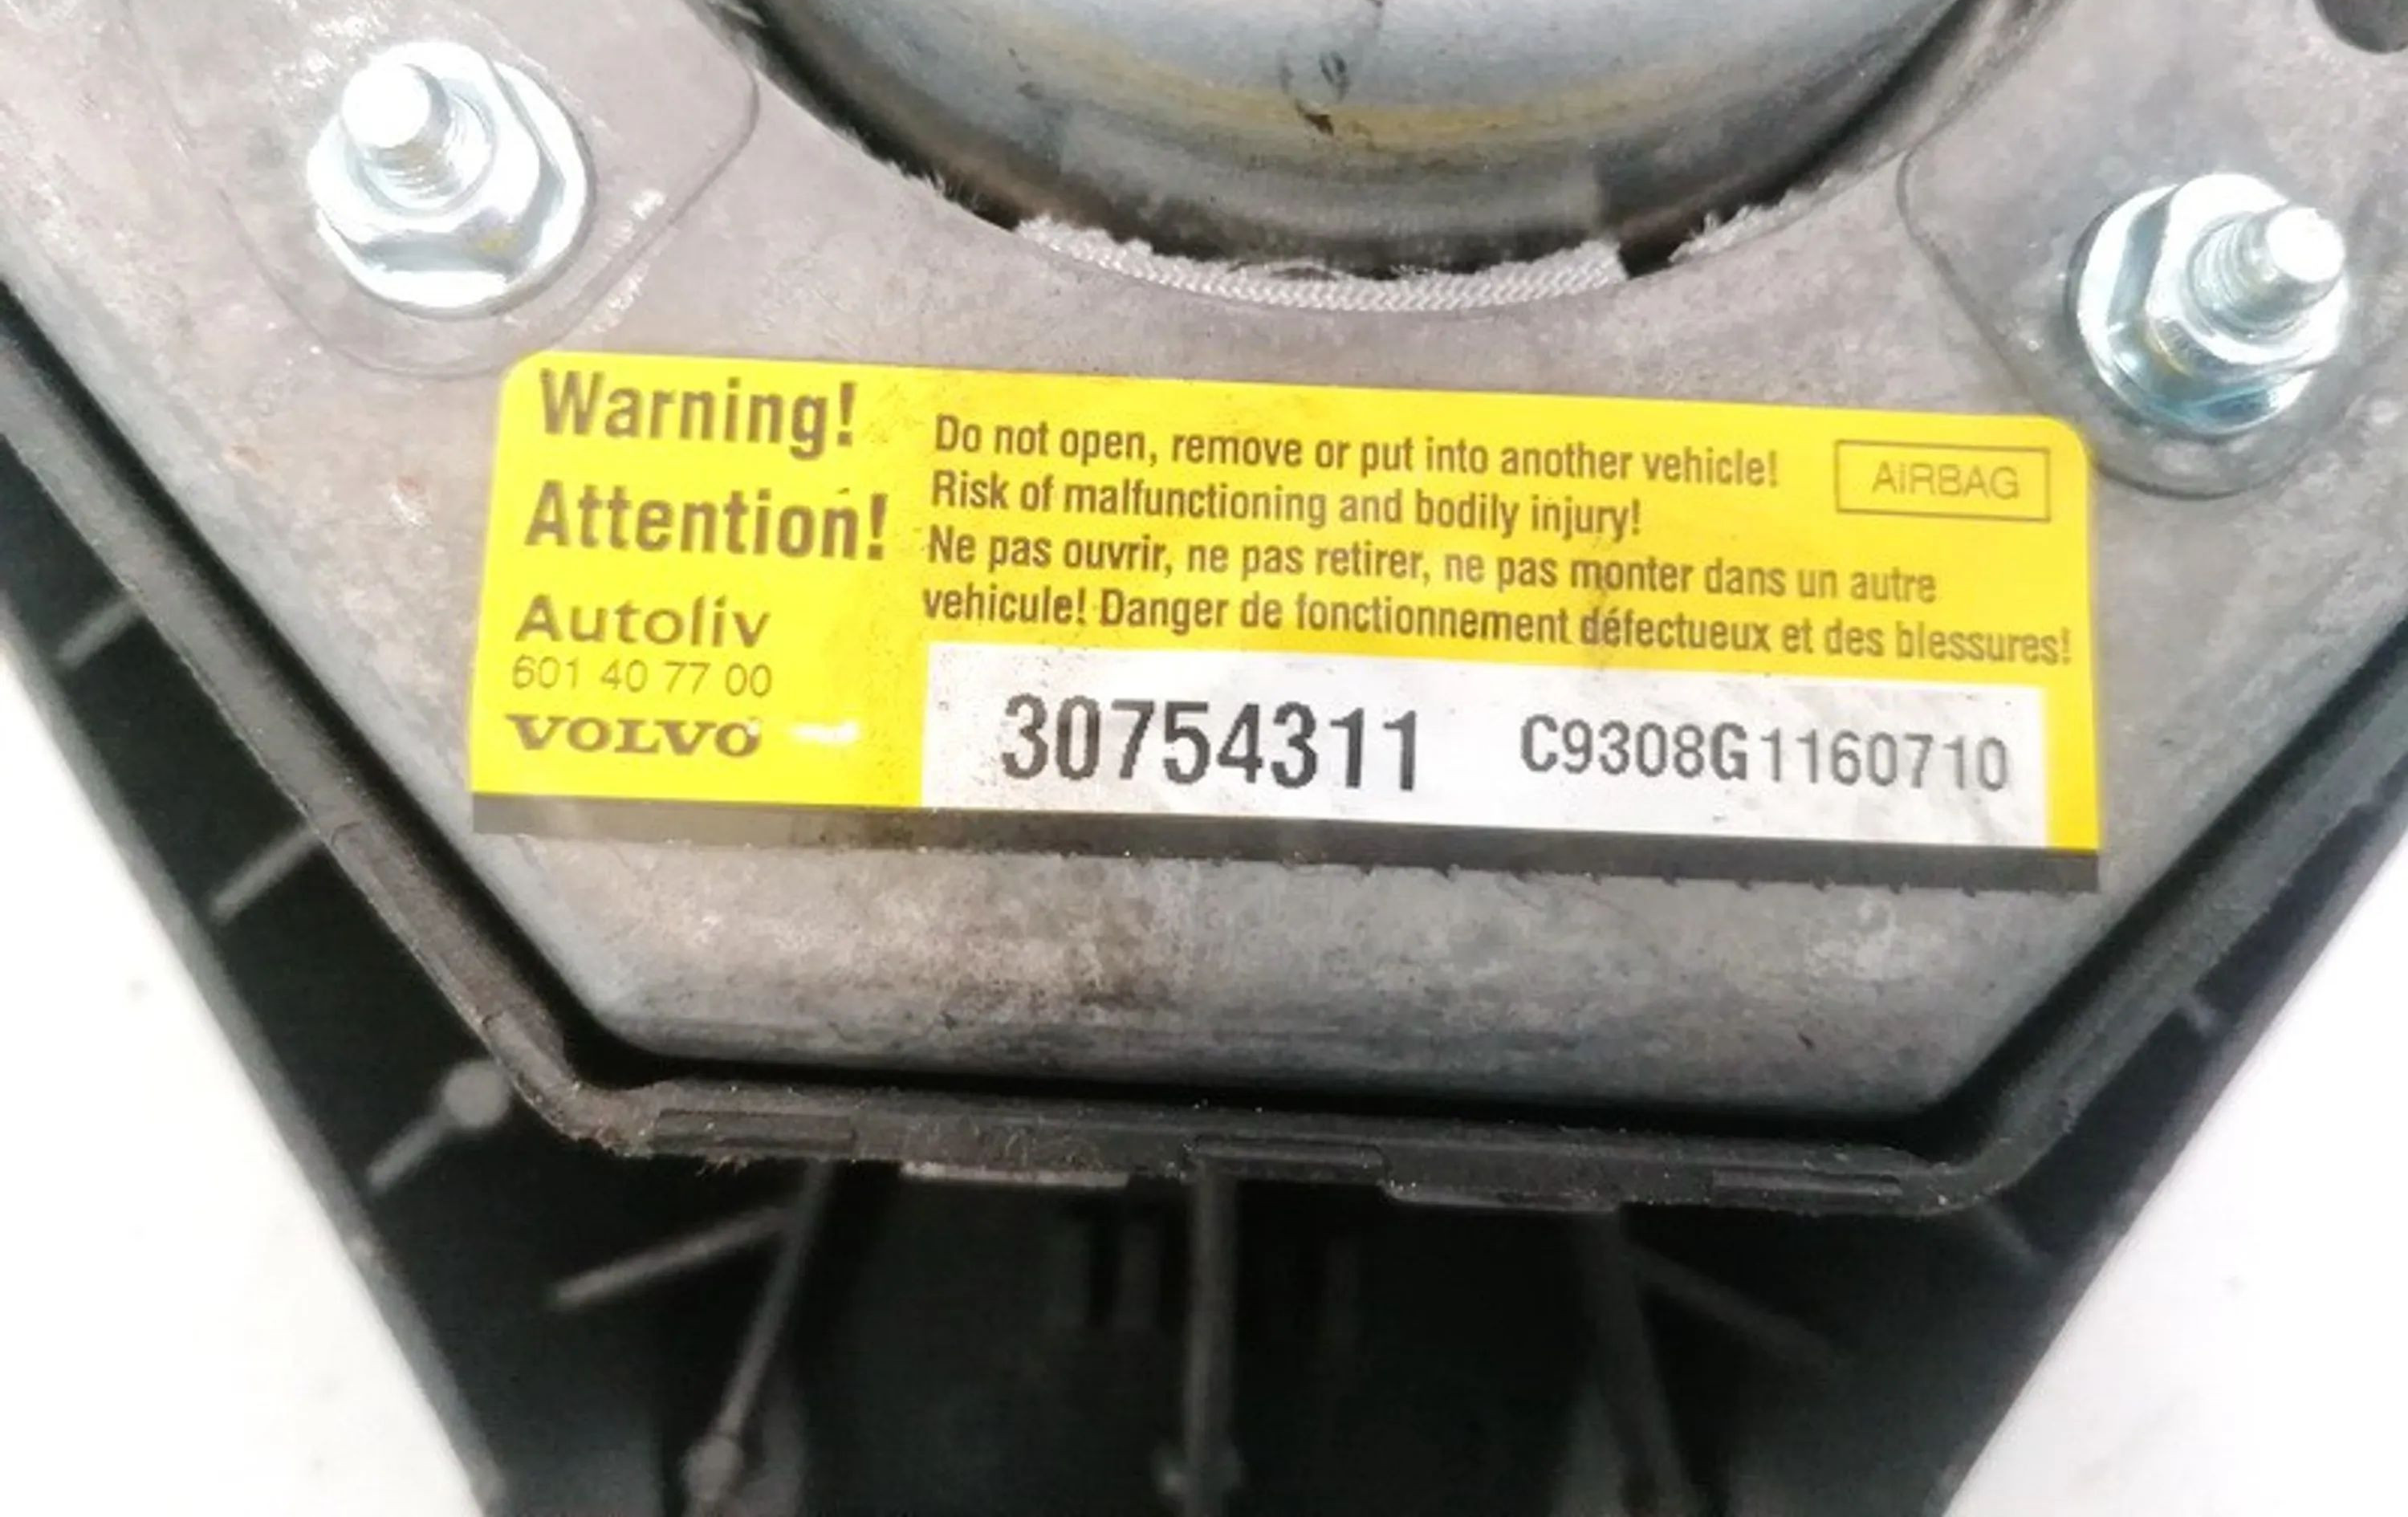 Warning!
Attention!
Autoliv
601 40 77 00
VOLVO
Do not open, remove or put into another vehicle!
Risk of malfunctioning and bodily injury!
Ne pas ouvrir, ne pas retirer, ne pas monter dans un autre
vehicule! Danger de fonctionnement défectueux et des blessures!
AiRBAG
30754311 C9308G1160710